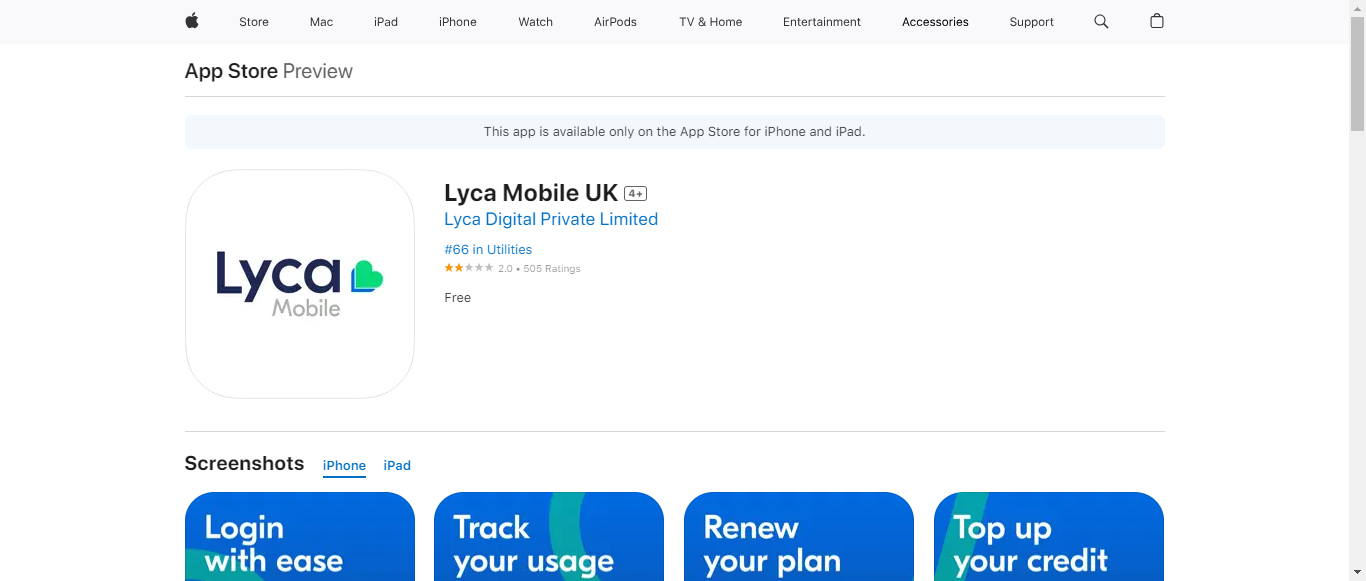 Store Mac iPad iPhone Watch AirPods TV & Home Entertainment Accessories Support
App Store Preview
This app is available only on the App Store for iPhone and iPad.
Lyca Mobile
Lyca Mobile UK 4+
Lyca Digital Private Limited
#66 in Utilities
2.0 • 505 Ratings
Free
Screenshots iPhone iPad
Login
with ease
Track
your usage
Renew
your plan
Top up
your credit